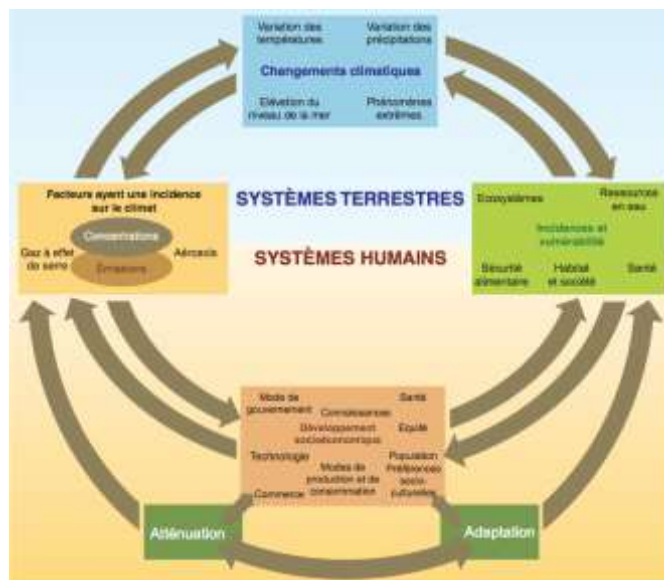 Variation des
températures
Variation des
précipitations
Changements climatiques
Elévation du
niveau de la mer
Phénomènes
extrêmes
Facteurs ayant une incidence
sur le climat
Concentrations
Gaz à effet
de serre
Émissions
Aérosols
SYSTÈMES TERRESTRES
SYSTÈMES HUMAINS
Ecosystèmes
Ressources
en eau
Incidences et
vulnérabilité
Sécurité
alimentaire
Habitat
et société
Santé
Mode de
gouvernement
Connaissances
Santé
Développement
socioéconomique
Equité
Technologie
Population
Modes de
production et de
consommation
Préférences
socio-
culturelles
Commerce
Atténuation
Adaptation